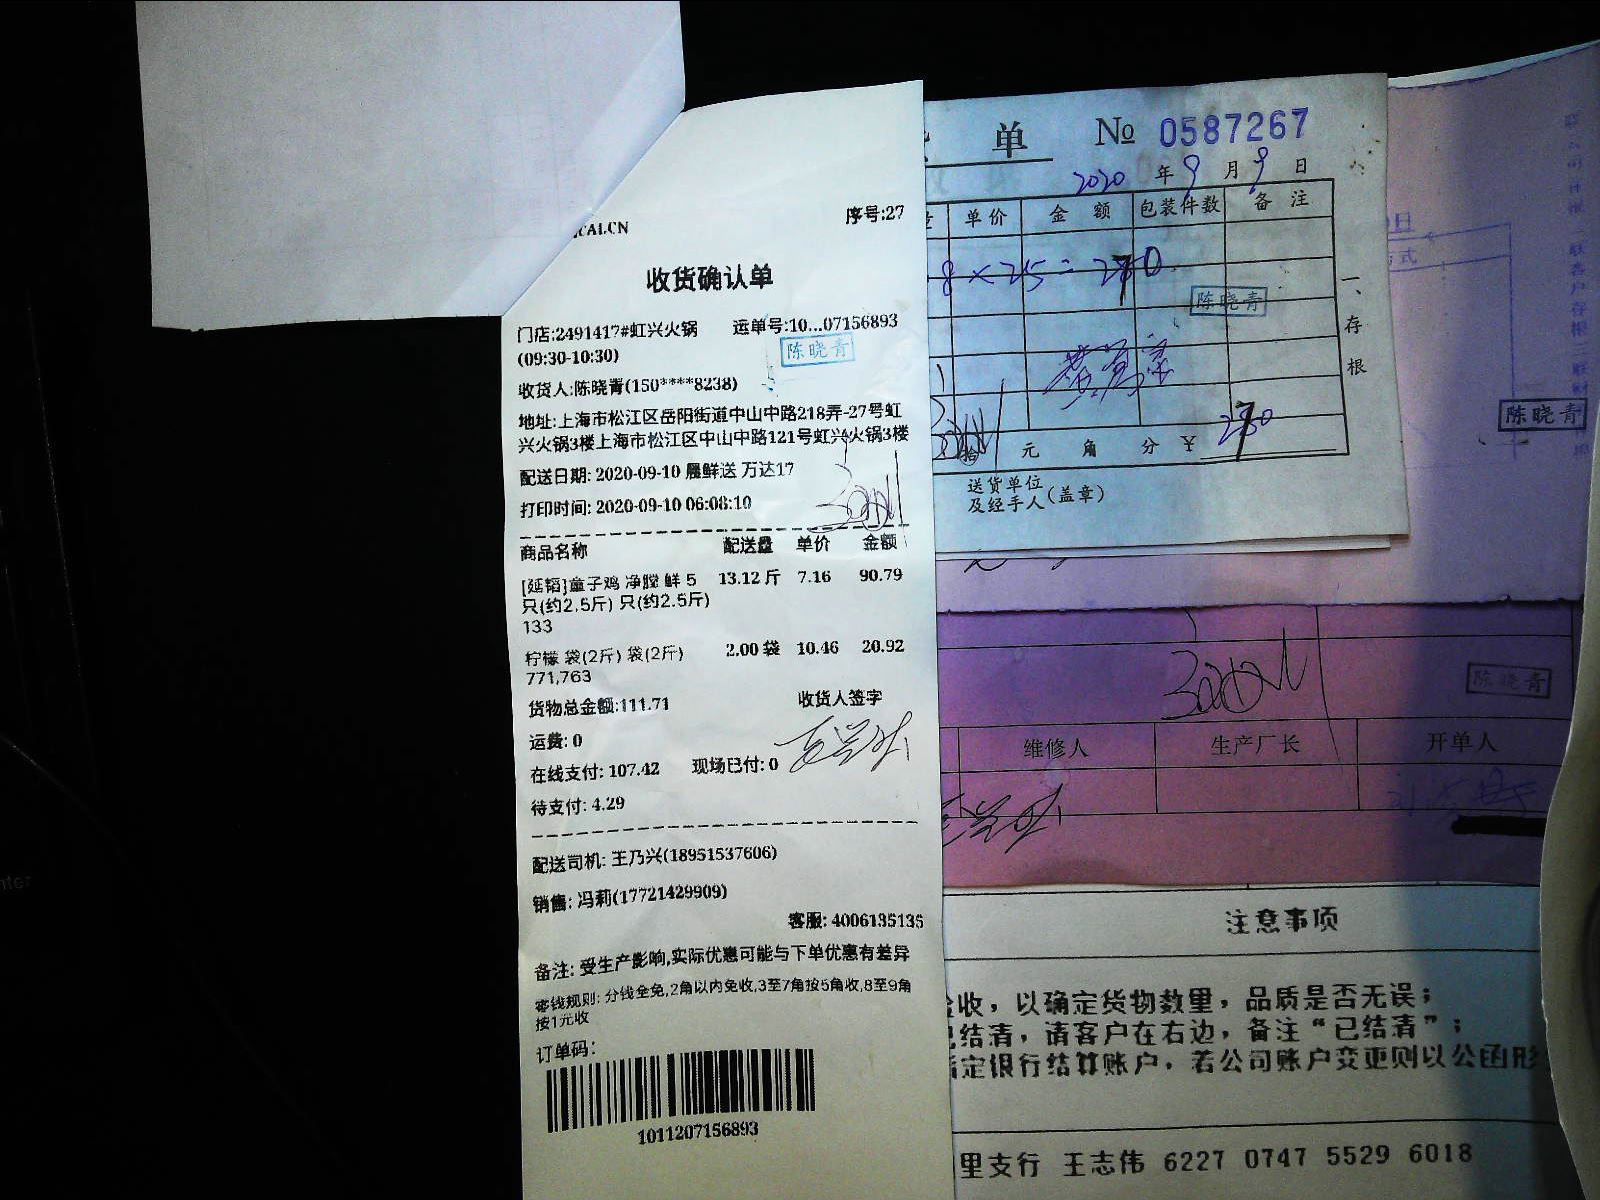 CAI.CN
序号:27
收货确认单
门店:2491417#虹兴火锅 运单号:10...07156893
(09:30-10:30)
陈晓青
收货人:陈晓青(150****8238)
地址:上海市松江区岳阳街道中山中路218弄-27号虹
兴火锅3楼上海市松江区中山中路121号虹兴火锅3楼
配送日期: 2020-09-10 晨鲜送 万达17
打印时间: 2020-09-10 06:08:10
商品名称 配送量 单价 金额
[延韬]童子鸡 净膛 鲜 5 13.12 斤 7.16 90.79
只(约2.5斤) 只(约2.5斤)
133
柠檬 袋(2斤) 袋(2斤) 2.00 袋 10.46 20.92
771,763
货物总金额:111.71 收货人签字
运费: 0
在线支付: 107.42 现场已付: 0
待支付: 4.29
配送司机: 王乃兴(18951537606)
销售: 冯莉(17721429909)
客服: 4006135135
备注: 受生产影响,实际优惠可能与下单优惠有差异
零钱规则: 分钱全免,2角以内免收,3至7角按5角收,8至9角
按1元收
订单码:
1011207156893
单 № 0587267
2020 年 9 月 9 日
单价 金额 包装件数 备注
8×25=
陈晓青
一、存根
拾 元 角 分 ¥
送货单位
及经手人(盖章)
陈晓青
陈晓青
维修人 生产厂长 开单人
注意事项
收，以确定货物数里，品质是否无误；
结清，请客户在右边，备注“已结清”；
定银行结算账户，若公司账户变更则以公函形
里支行 王志伟 6227 0747 5529 6018